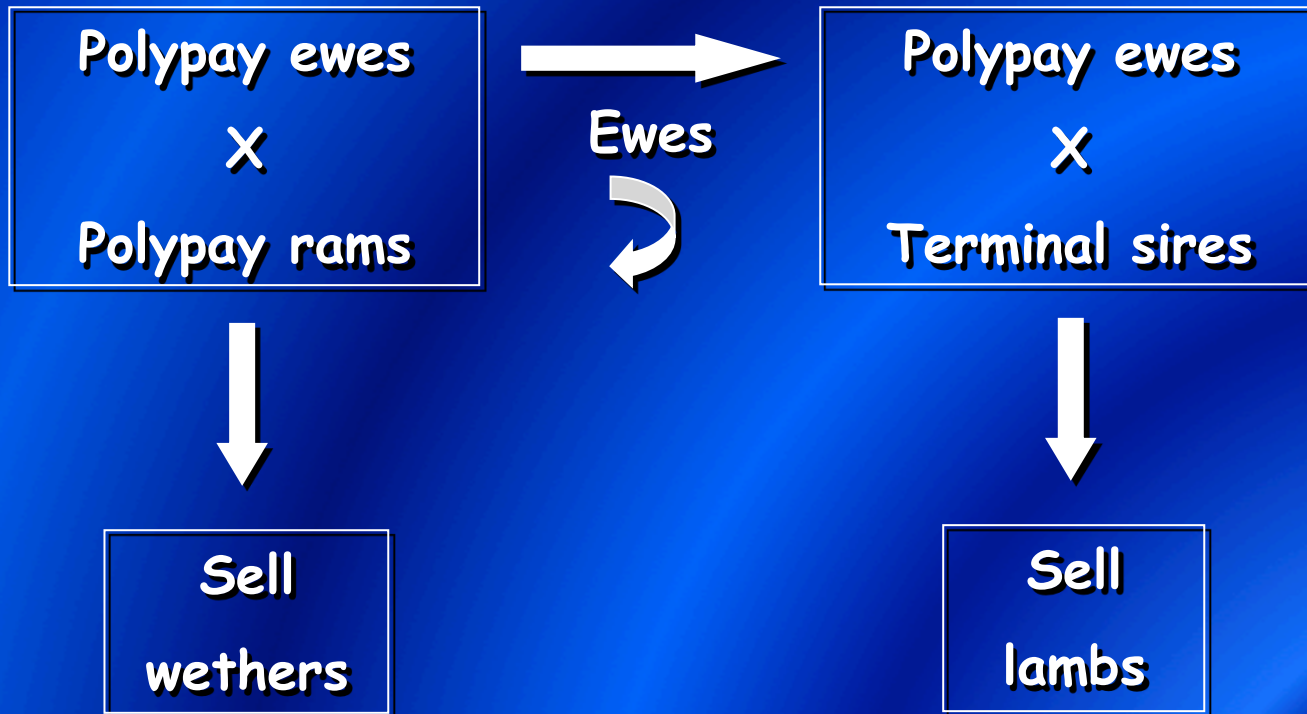 Polypay ewes
X
Polypay rams
Ewes
Polypay ewes
X
Terminal sires
Sell
wethers
Sell
lambs